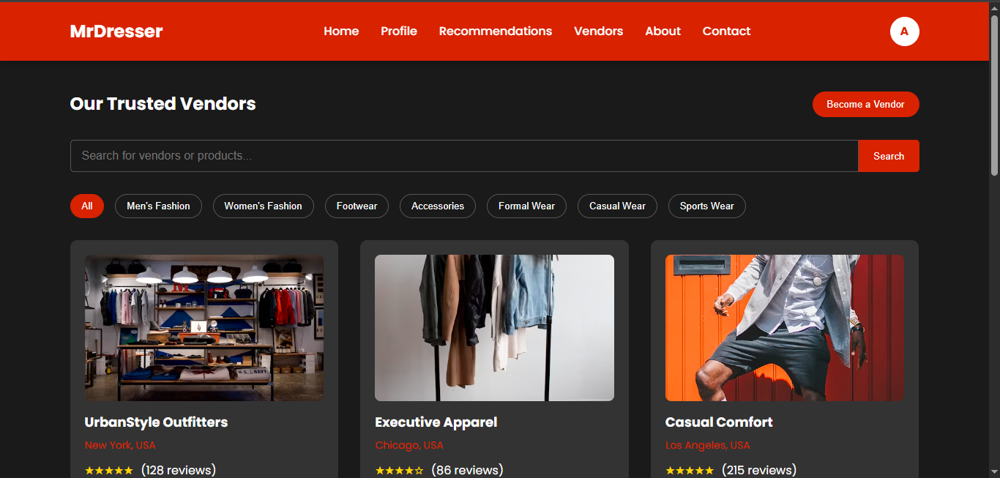 MrDresser Home Profile Recommendations Vendors About Contact A
Our Trusted Vendors Become a Vendor
Search for vendors or products... Search
All Men's Fashion Women's Fashion Footwear Accessories Formal Wear Casual Wear Sports Wear
U.S. NAVY
UrbanStyle Outfitters Executive Apparel Casual Comfort
New York, USA Chicago, USA Los Angeles, USA
★★★★★ (128 reviews) ★★★★☆ (86 reviews) ★★★★★ (215 reviews)